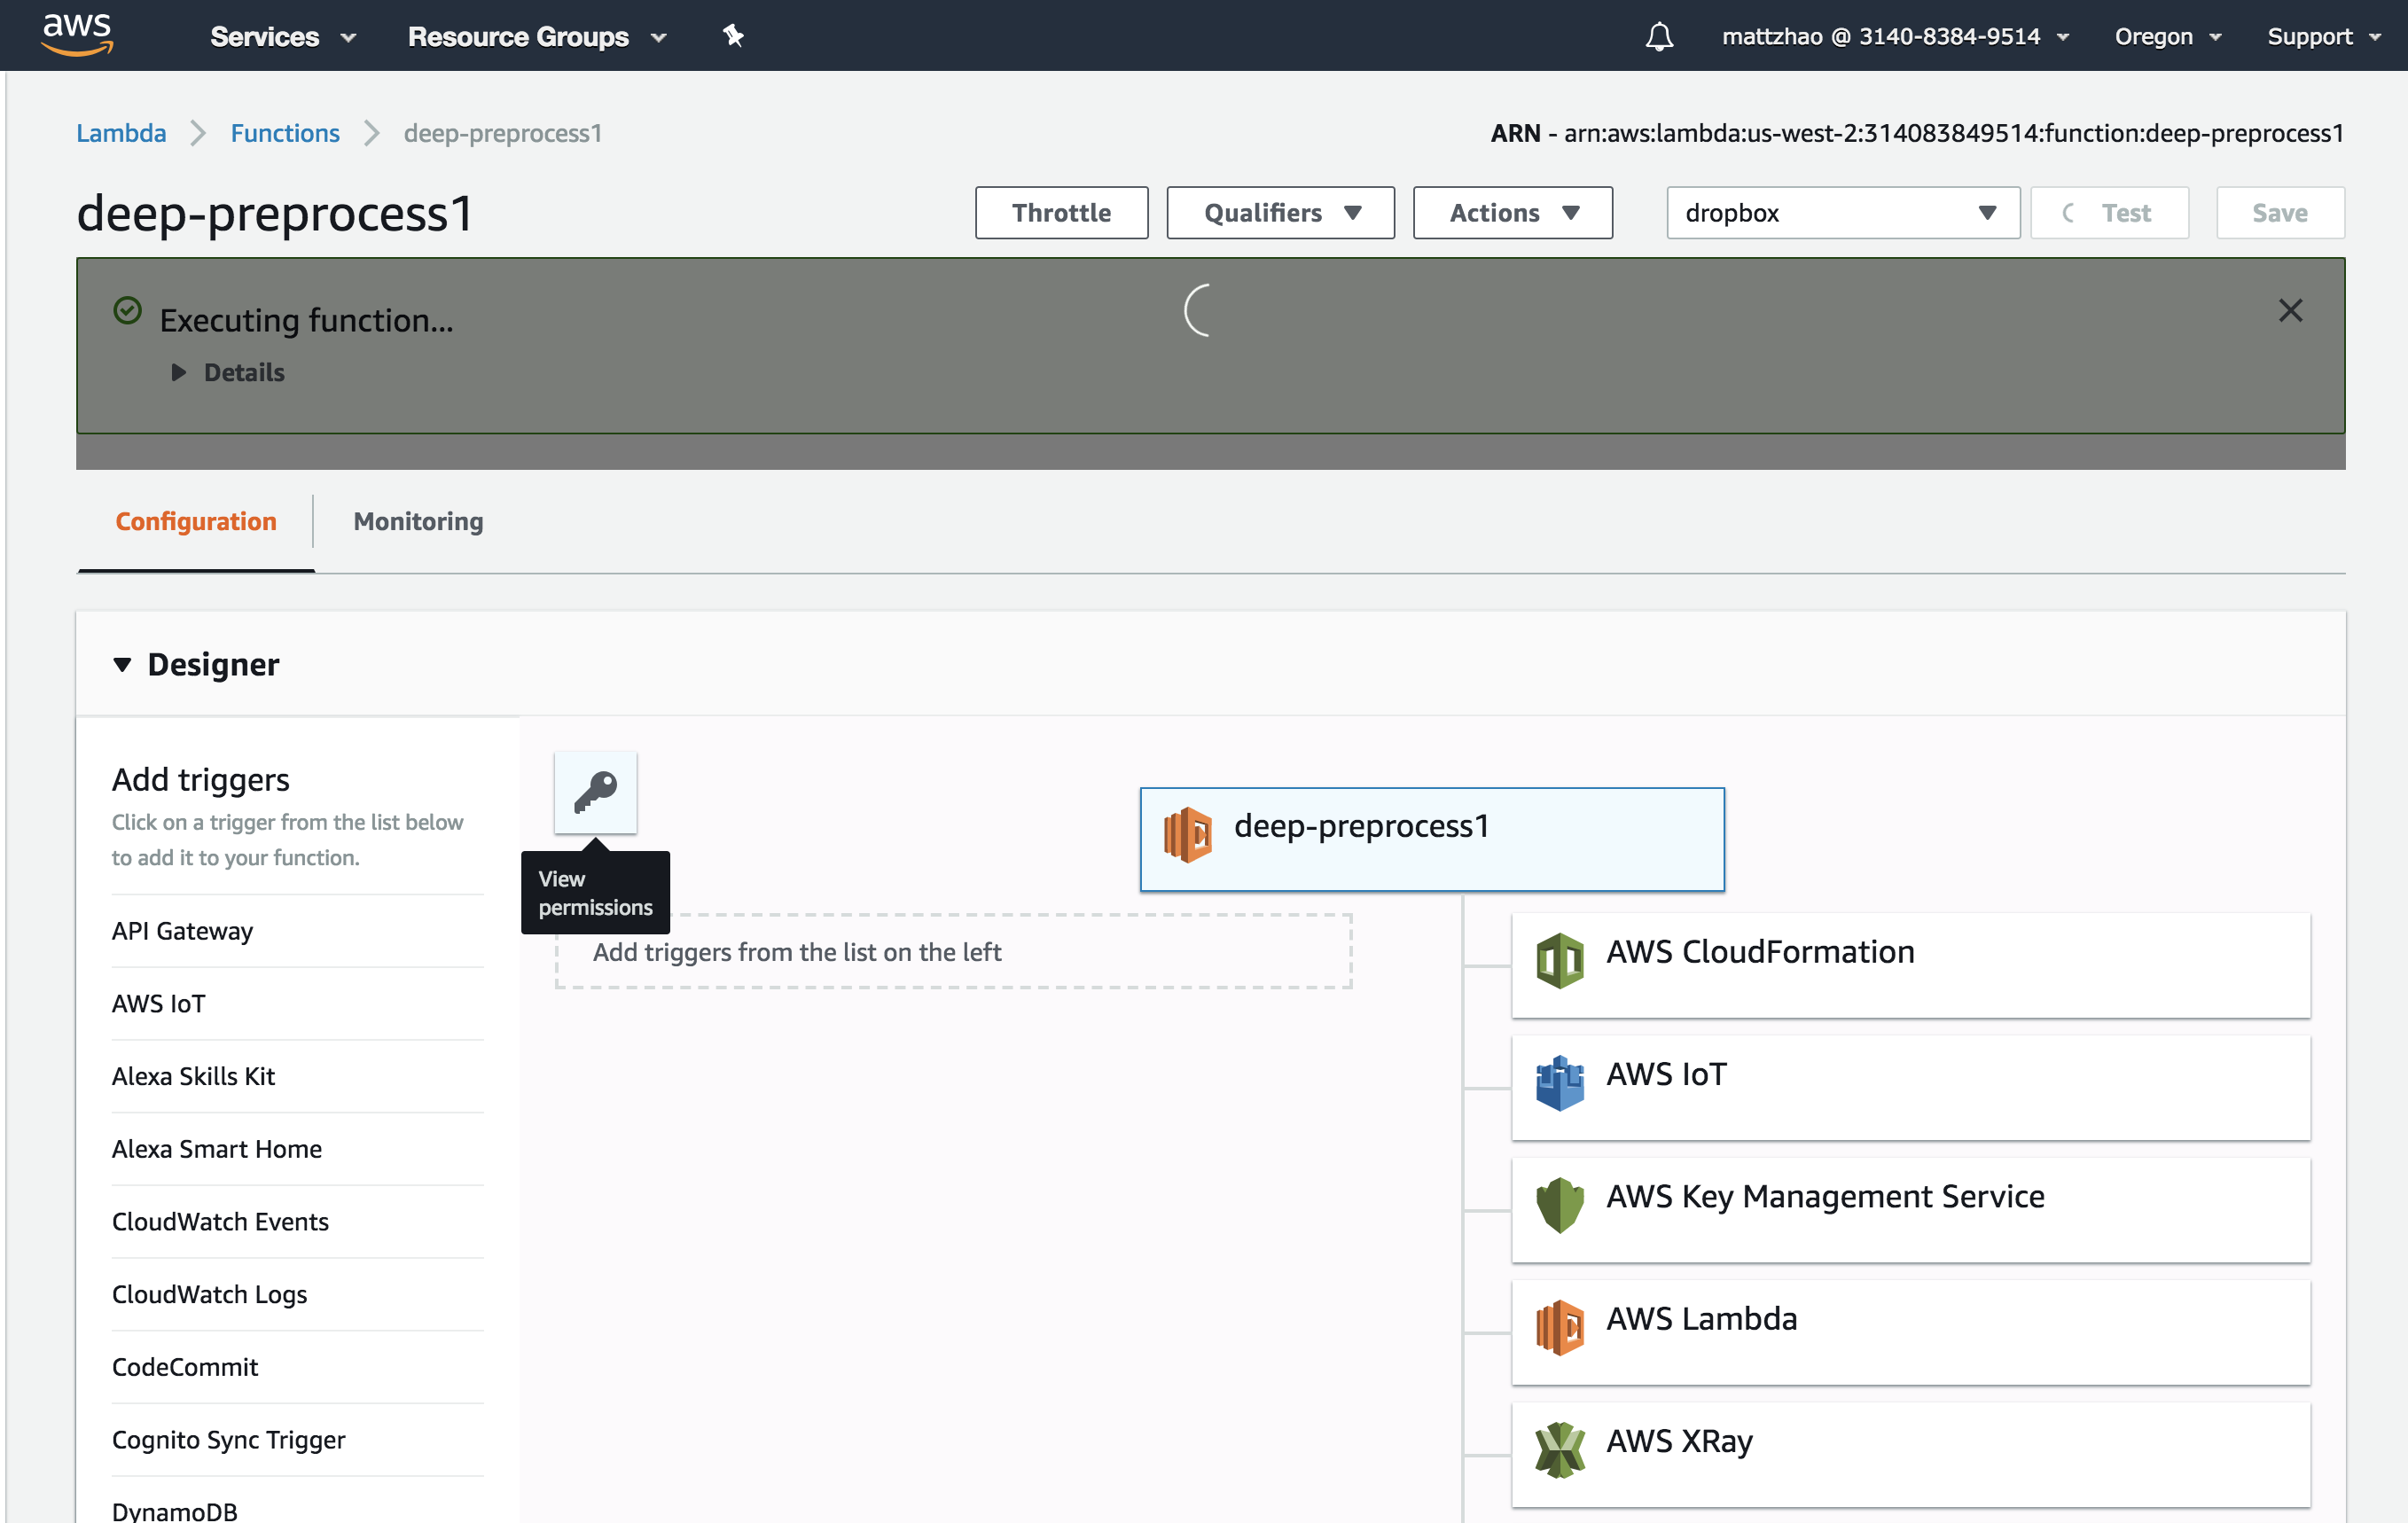 aws
Services
Resource Groups
mattzhao @ 3140-8384-9514
Oregon
Support
Lambda
Functions
deep-preprocess1
ARN - arn:aws:lambda:us-west-2:314083849514:function:deep-preprocess1
deep-preprocess1
Throttle
Qualifiers
Actions
dropbox
Test
Save
Executing function...
Details
Configuration
Monitoring
Designer
Add triggers
Click on a trigger from the list below
to add it to your function.
API Gateway
AWS IoT
Alexa Skills Kit
Alexa Smart Home
CloudWatch Events
CloudWatch Logs
CodeCommit
Cognito Sync Trigger
DynamoDB
View
permissions
Add triggers from the list on the left
deep-preprocess1
AWS CloudFormation
AWS IoT
AWS Key Management Service
AWS Lambda
AWS XRay